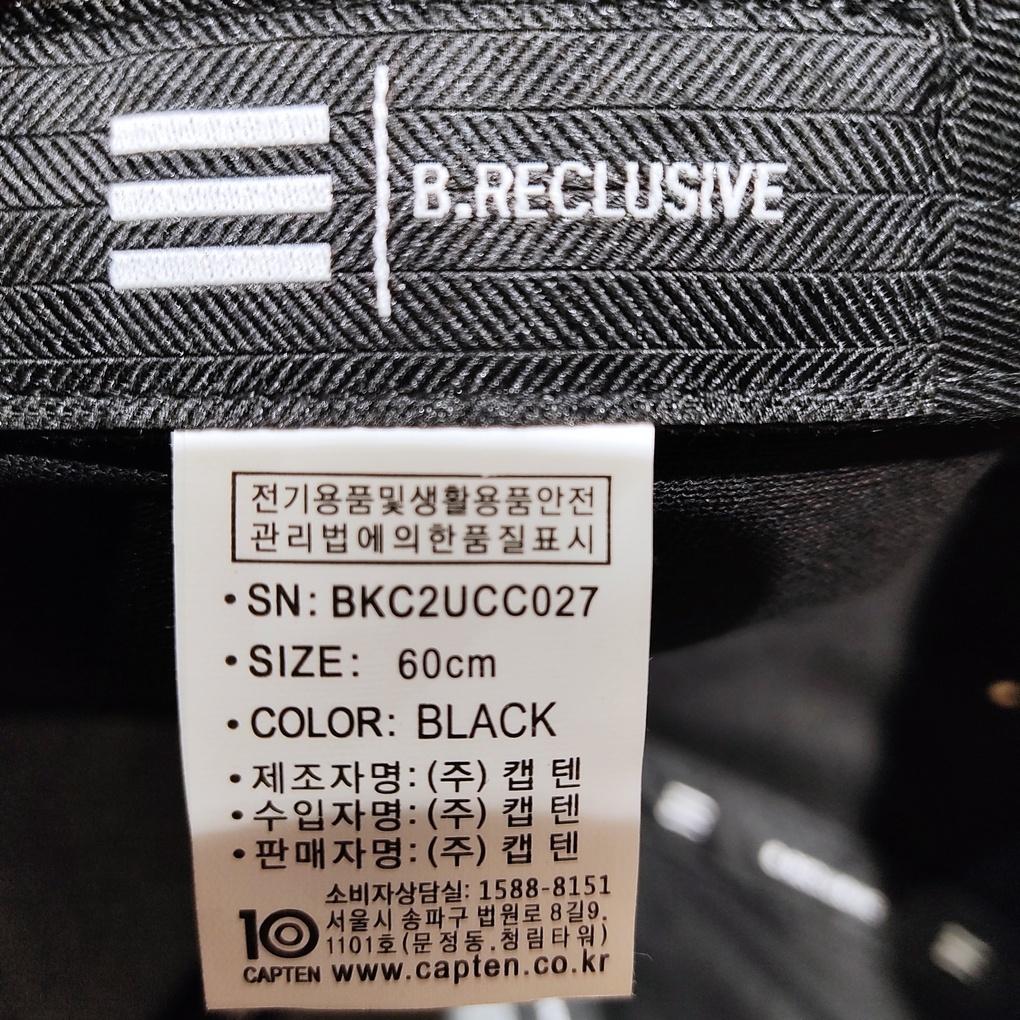 B.RECLUSIVE
전기용품및생활용품안전
관리법에의한품질표시
•SN: BKC2UCC027
•SIZE: 60cm
•COLOR: BLACK
•제조자명: (주) 캡텐
•수입자명: (주) 캡텐
•판매자명: (주) 캡텐
소비자상담실: 1588-8151
서울시 송파구 법원로 8길9.
1101호(문정동,청림타워)
10
CAPTEN www.capten.co.kr